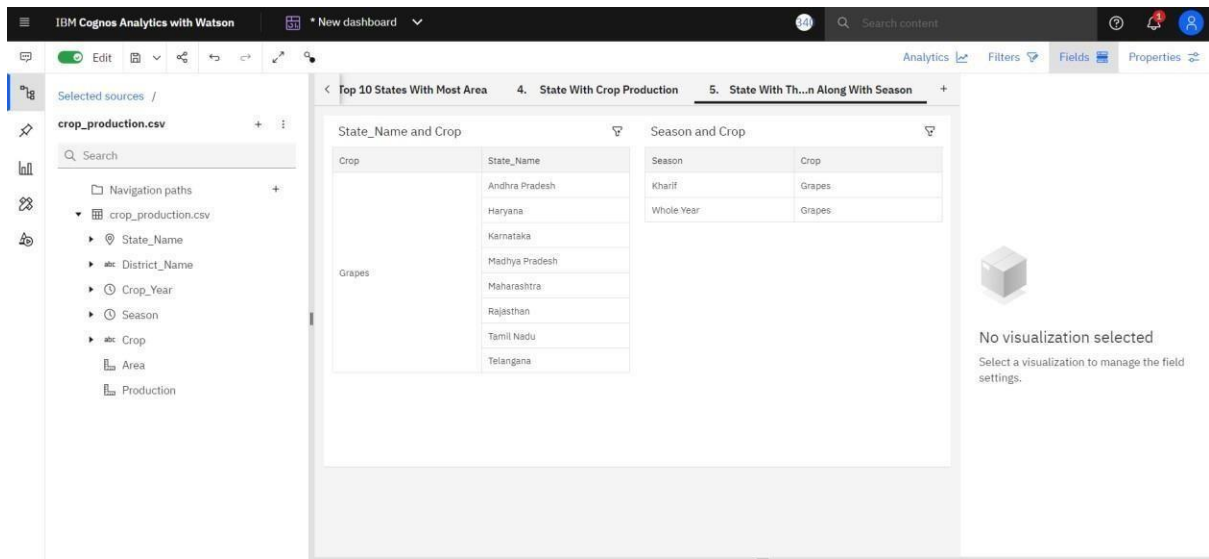 IBM Cognos Analytics with Watson
* New dashboard
340
Search content
1
Edit
Analytics
Filters
Fields
Properties
Selected sources /
crop_production.csv
Search
Navigation paths
crop_production.csv
State_Name
abc District_Name
Crop_Year
Season
abc Crop
Area
Production
Top 10 States With Most Area
4. State With Crop Production
5. State With Th...n Along With Season
State_Name and Crop
Crop State_Name
Grapes
Andhra Pradesh
Haryana
Karnataka
Madhya Pradesh
Maharashtra
Rajasthan
Tamil Nadu
Telangana
Season and Crop
Season Crop
Kharif Grapes
Whole Year Grapes
No visualization selected
Select a visualization to manage the field
settings.